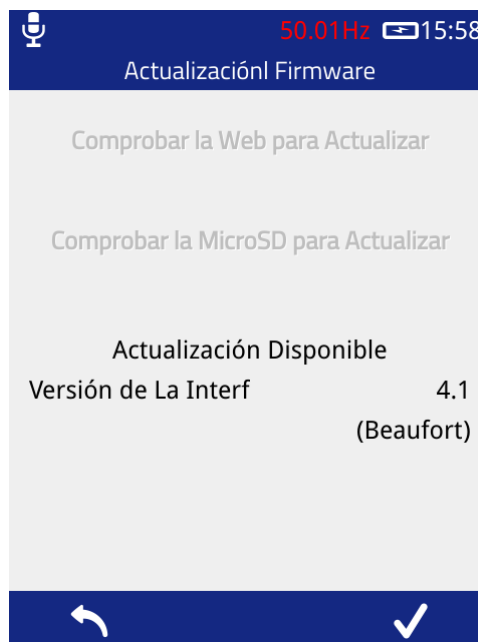 50.01Hz 15:58
Actualizaciónl Firmware
Comprobar la Web para Actualizar
Comprobar la MicroSD para Actualizar
Actualización Disponible
Versión de La Interf 4.1
(Beaufort)